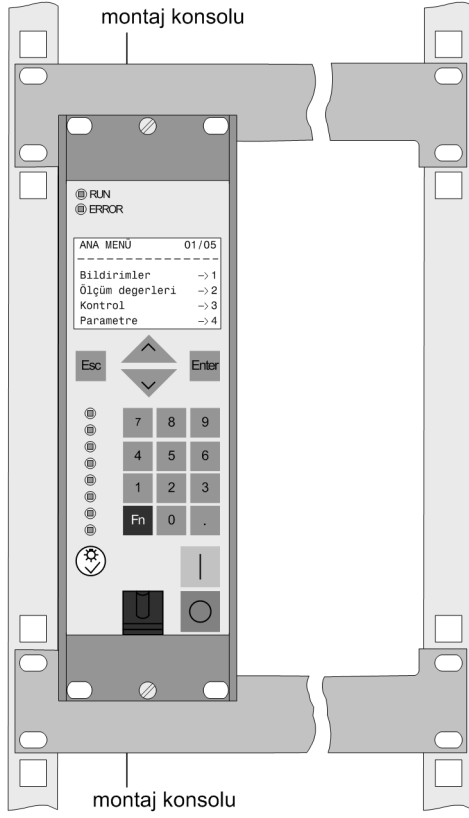 montaj konsolu
RUN
ERROR
ANA MENÜ 01/05
Bildirimler –>1
Ölçüm degerleri –>2
Kontrol –>3
Parametre –>4
Esc Enter
7 8 9
4 5 6
1 2 3
Fn 0 .
montaj konsolu